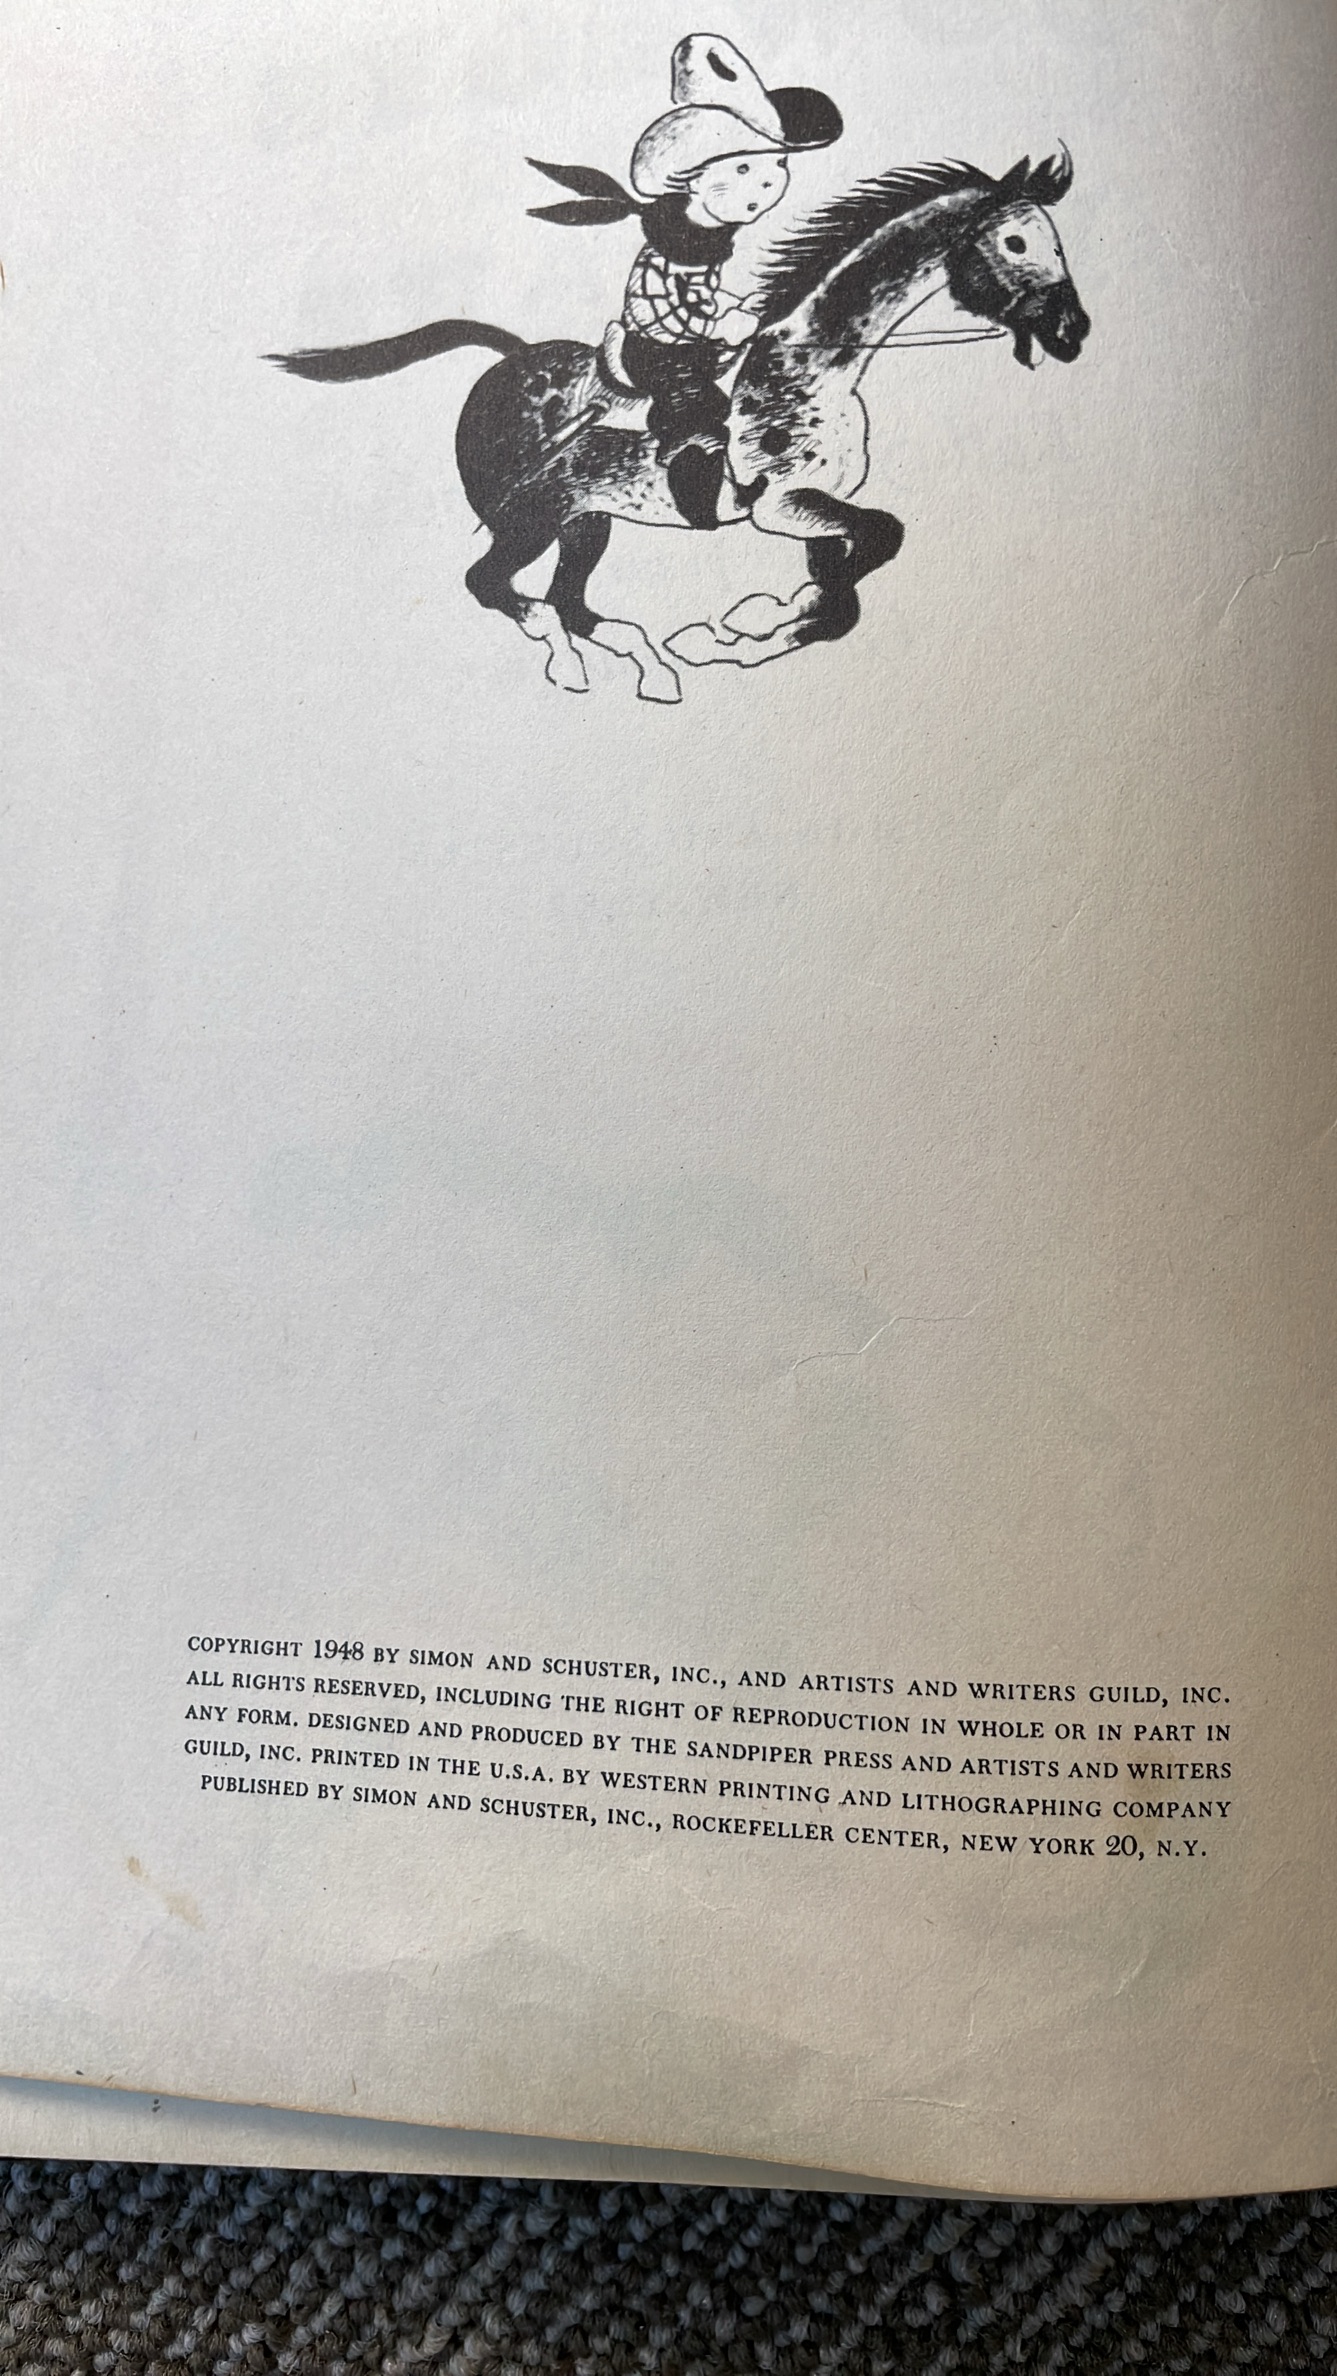 COPYRIGHT 1948 BY SIMON AND SCHUSTER, INC., AND ARTISTS AND WRITERS GUILD, INC.
ALL RIGHTS RESERVED, INCLUDING THE RIGHT OF REPRODUCTION IN WHOLE OR IN PART IN
ANY FORM. DESIGNED AND PRODUCED BY THE SANDPIPER PRESS AND ARTISTS AND WRITERS
GUILD, INC. PRINTED IN THE U.S.A. BY WESTERN PRINTING AND LITHOGRAPHING COMPANY
PUBLISHED BY SIMON AND SCHUSTER, INC., ROCKEFELLER CENTER, NEW YORK 20, N.Y.